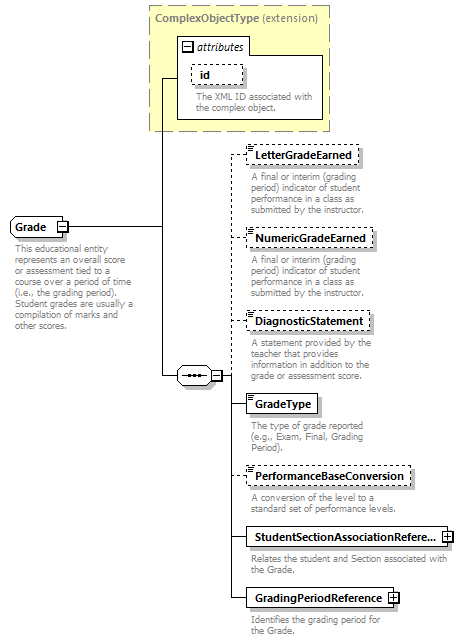 ComplexObjectType (extension)
attributes
id
The XML ID associated with
the complex object.
LetterGradeEarned
A final or interim (grading
period) indicator of student
performance in a class as
submitted by the instructor.
Grade
This educational entity
represents an overall score
or assessment tied to a
course over a period of time
(i.e., the grading period).
Student grades are usually a
compilation of marks and
other scores.
NumericGradeEarned
A final or interim (grading
period) indicator of student
performance in a class as
submitted by the instructor.
DiagnosticStatement
A statement provided by the
teacher that provides
information in addition to the
grade or assessment score.
GradeType
The type of grade reported
(e.g., Exam, Final, Grading
Period).
PerformanceBaseConversion
A conversion of the level to a
standard set of performance levels.
StudentSectionAssociationRefere...
Relates the student and Section associated with
the Grade.
GradingPeriodReference
Identifies the grading period for
the Grade.